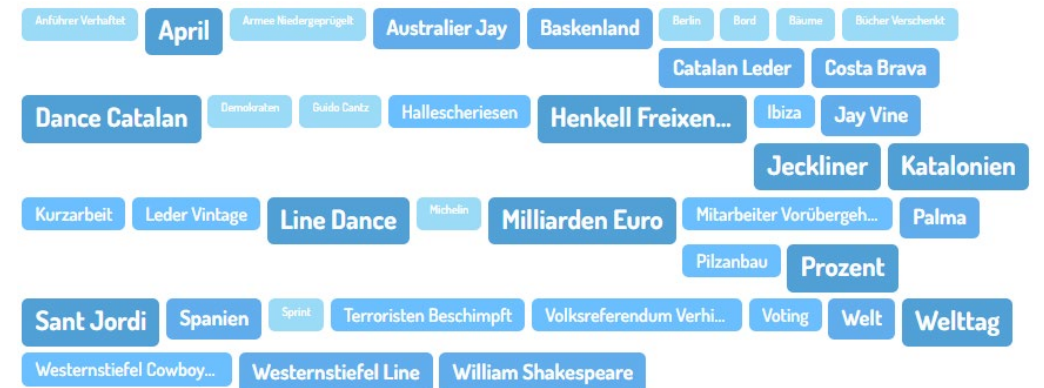 Anführer Verhaftet April Armee Niedergeprügelt Australier Jay Baskenland Berlin Bord Bäume Bücher Verschenkt
Catalan Leder Costa Brava
Dance Catalan Demokraten Guido Cantz Hallescheriesen Henkell Freixen... Ibiza Jay Vine
Jeckliner Katalonien
Kurzarbeit Leder Vintage Line Dance Michelin Milliarden Euro Mitarbeiter Vorübergeh... Palma
Pilzanbau Prozent
Sant Jordi Spanien Sprint Terroristen Beschimpft Volksreferendum Verhi... Voting Welt Welttag
Westernstiefel Cowboy... Westernstiefel Line William Shakespeare